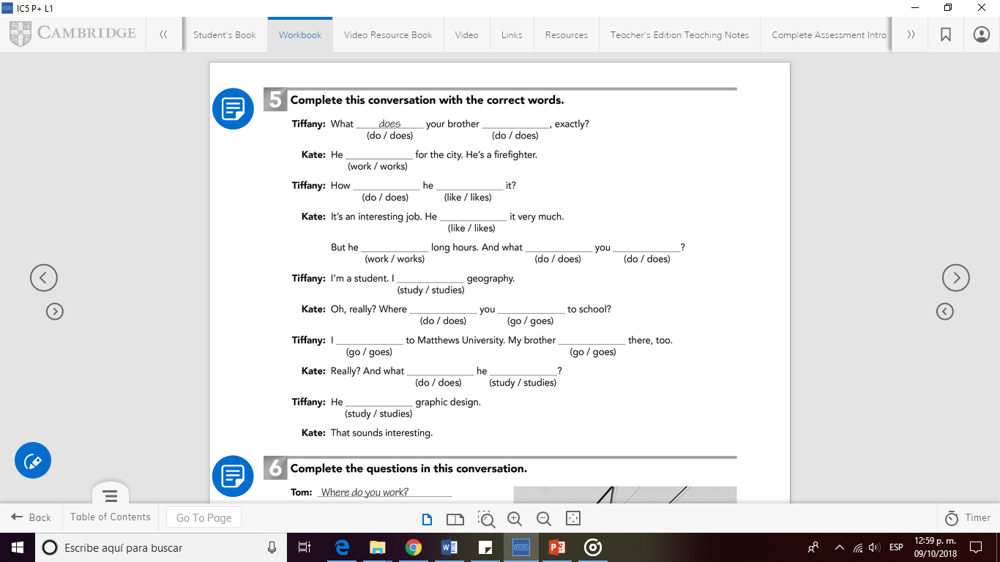 IC5 P+ L1
CAMBRIDGE
Student's Book
Workbook
Video Resource Book
Video
Links
Resources
Teacher's Edition Teaching Notes
Complete Assessment Intro
5 Complete this conversation with the correct words.
Tiffany: What does your brother ____________, exactly?
(do / does) (do / does)
Kate: He ____________ for the city. He's a firefighter.
(work / works)
Tiffany: How ____________ he ____________ it?
(do / does) (like / likes)
Kate: It's an interesting job. He ____________ it very much.
(like / likes)
But he ____________ long hours. And what ____________ you ____________?
(work / works) (do / does) (do / does)
Tiffany: I'm a student. I ____________ geography.
(study / studies)
Kate: Oh, really? Where ____________ you ____________ to school?
(do / does) (go / goes)
Tiffany: I ____________ to Matthews University. My brother ____________ there, too.
(go / goes) (go / goes)
Kate: Really? And what ____________ he ____________?
(do / does) (study / studies)
Tiffany: He ____________ graphic design.
(study / studies)
Kate: That sounds interesting.
6 Complete the questions in this conversation.
Tom: Where do you work?
Back
Table of Contents
Go To Page
Timer
Escribe aquí para buscar
PLUS
ESP
12:59 p. m.
09/10/2018